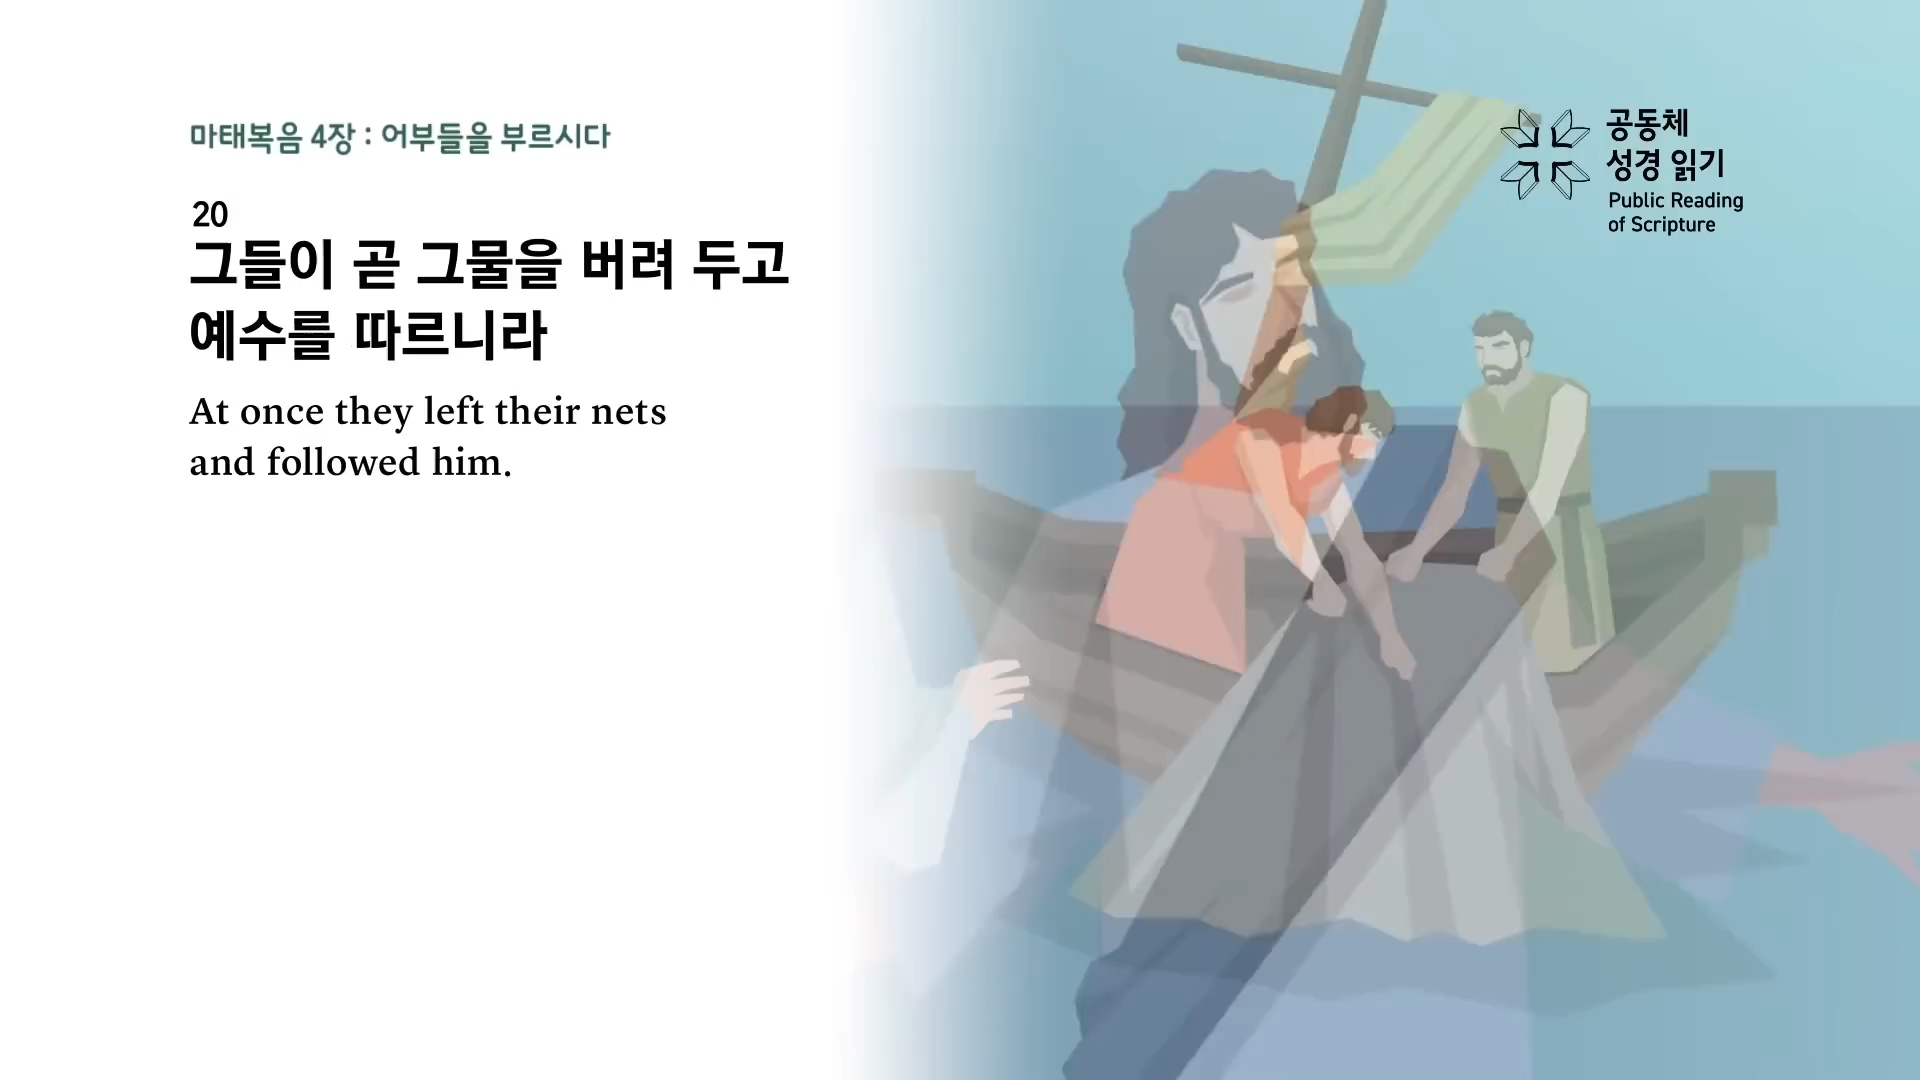 마태복음 4장 : 어부들을 부르시다
20
그들이 곧 그물을 버려 두고
예수를 따르니라
At once they left their nets
and followed him.
공동체
성경 읽기
Public Reading
of Scripture